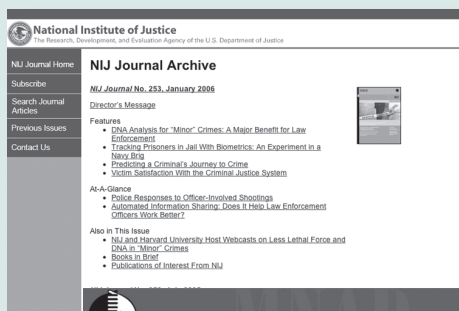 National Institute of Justice
The Research, Development, and Evaluation Agency of the U.S. Department of Justice
NIJ Journal Home
Subscribe
Search Journal
Articles
Previous Issues
Contact Us
NIJ Journal Archive
NIJ Journal No. 253, January 2006
Director's Message
Features
• DNA Analysis for "Minor" Crimes: A Major Benefit for Law
Enforcement
• Tracking Prisoners in Jail With Biometrics: An Experiment in a
Navy Brig
• Predicting a Criminal's Journey to Crime
• Victim Satisfaction With the Criminal Justice System
At-A-Glance
• Police Responses to Officer-Involved Shootings
• Automated Information Sharing: Does It Help Law Enforcement
Officers Work Better?
Also in This Issue
• NIJ and Harvard University Host Webcasts on Less Lethal Force and
DNA in "Minor" Crimes
• Books in Brief
• Publications of Interest From NIJ